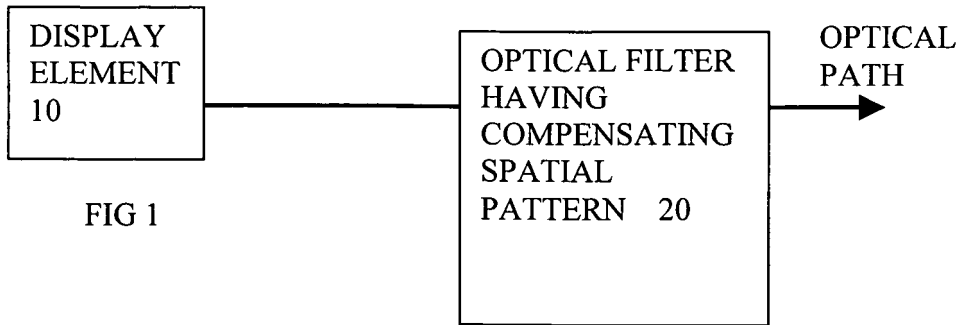 DISPLAY
ELEMENT
10
OPTICAL FILTER
HAVING
COMPENSATING
SPATIAL
PATTERN 20
OPTICAL
PATH
FIG 1